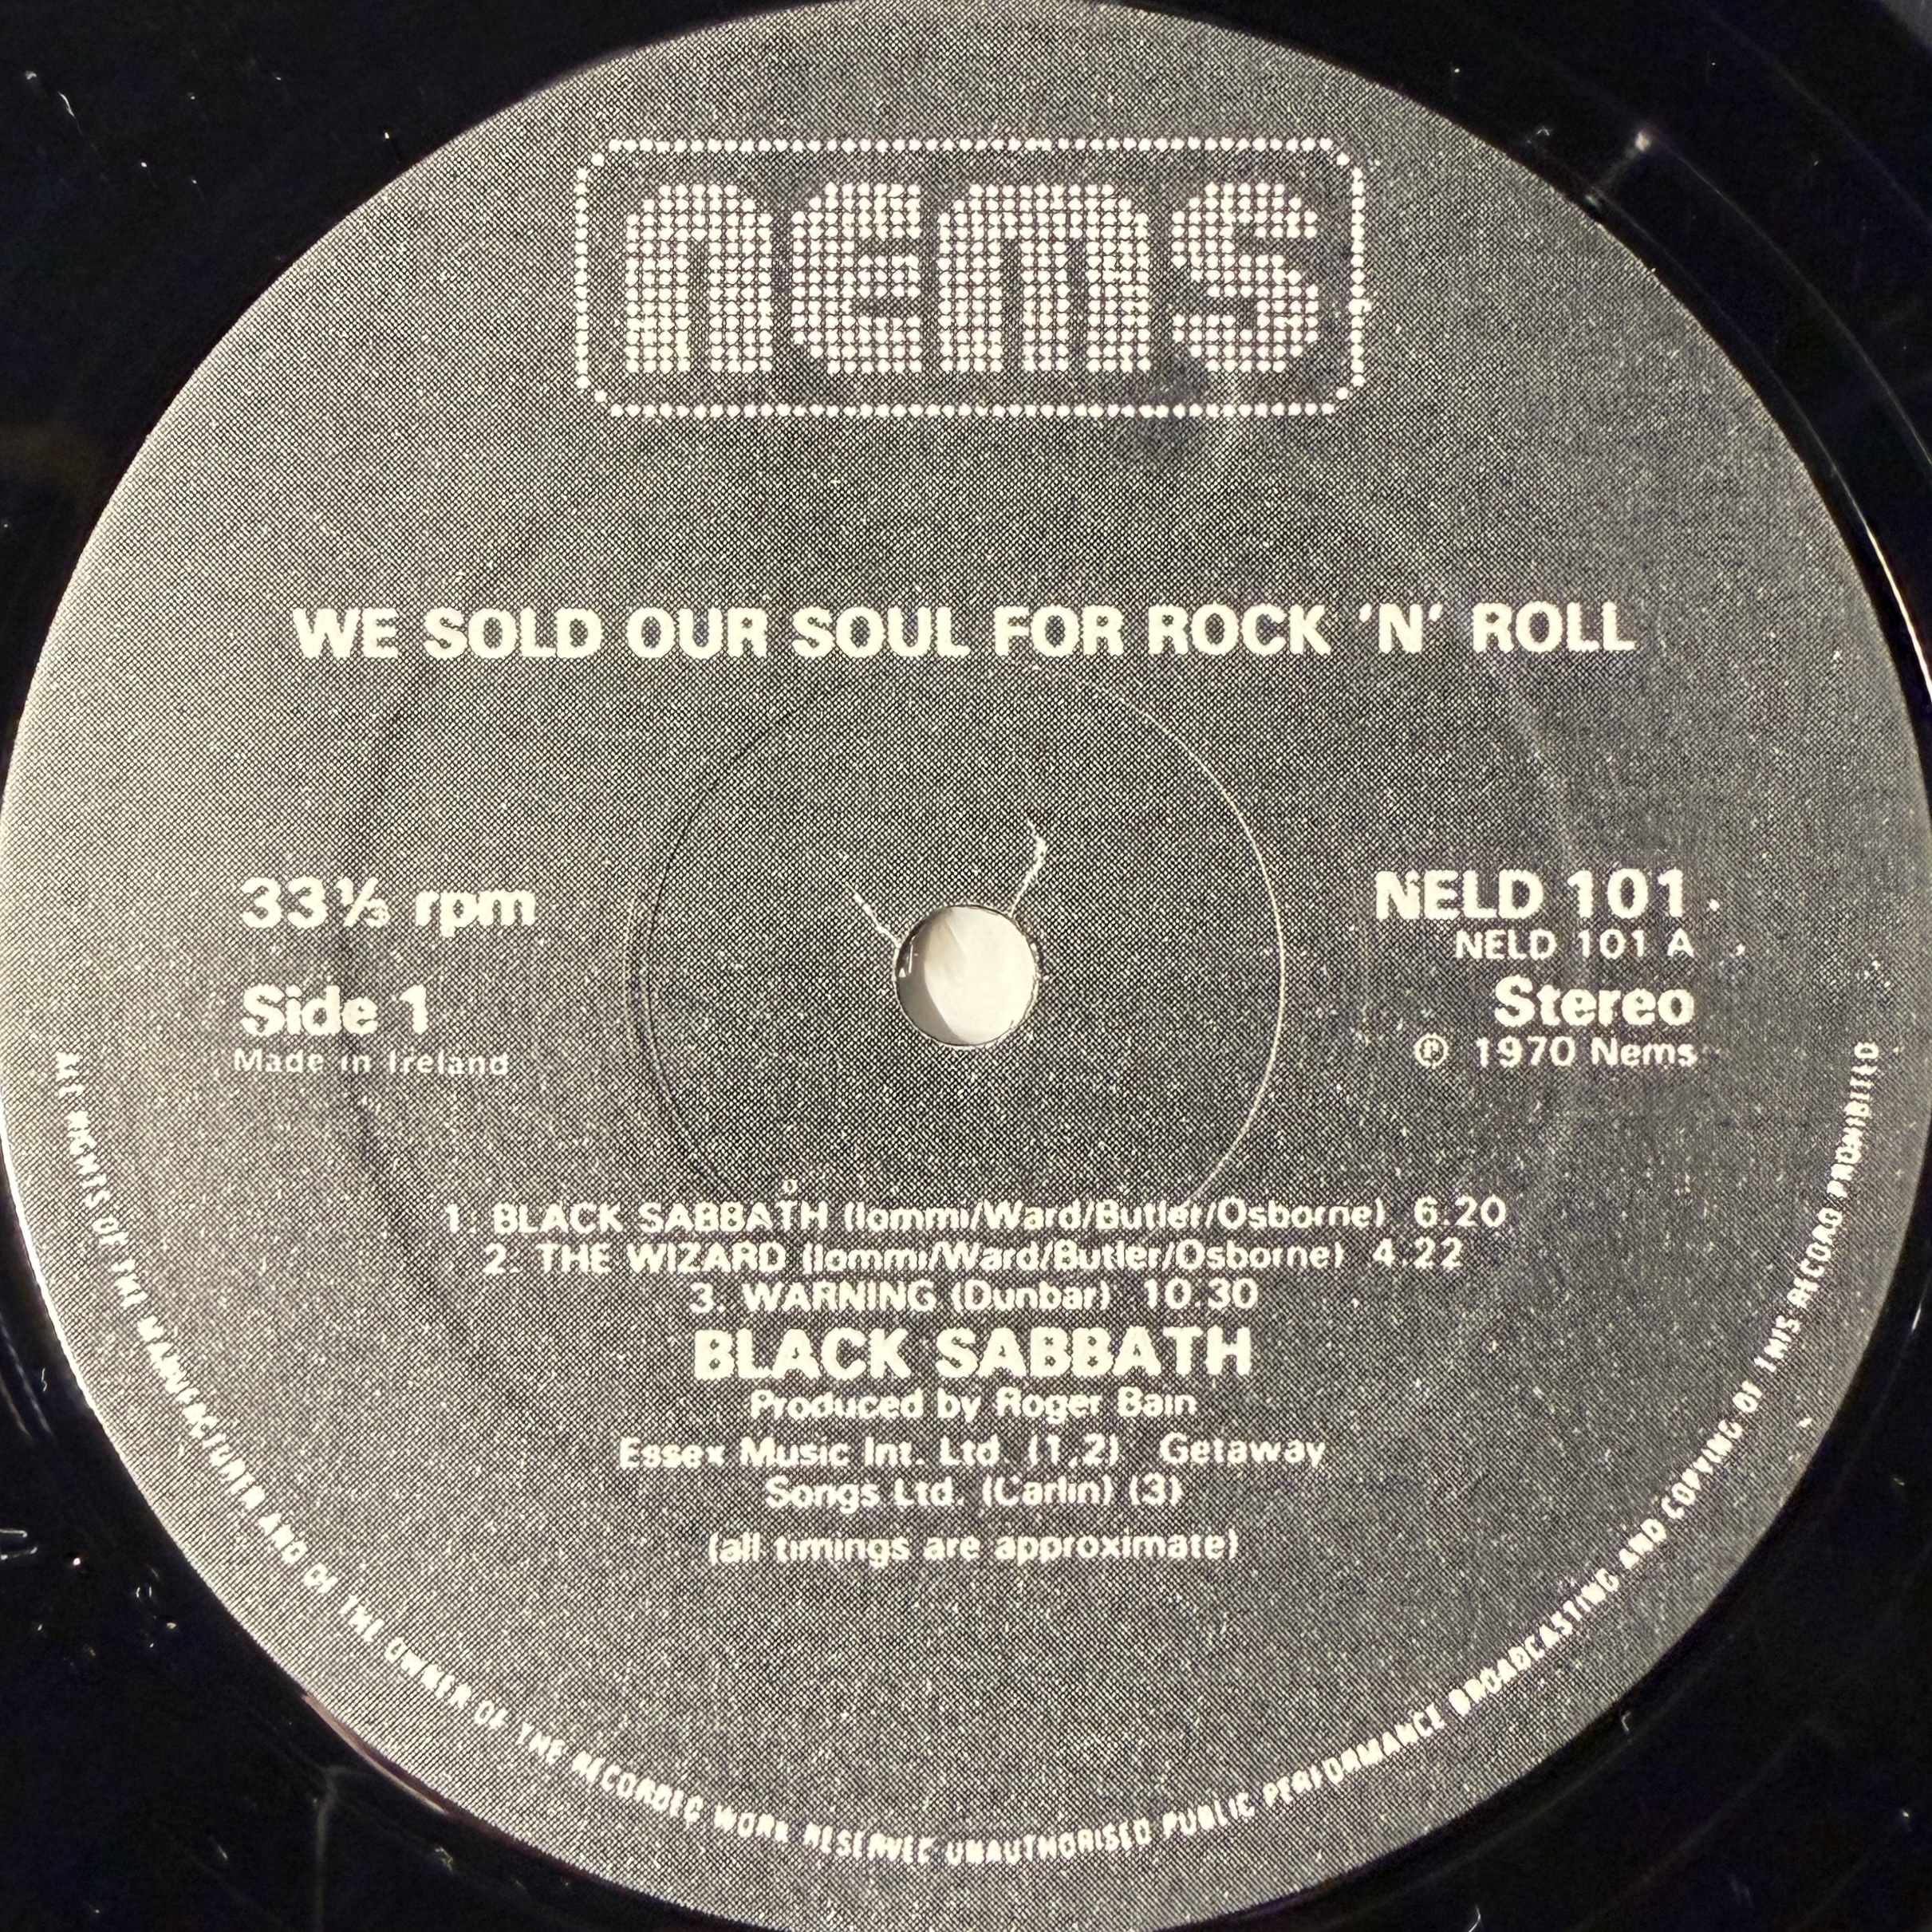 nems
WE SOLD OUR SOUL FOR ROCK 'N' ROLL
33⅓ rpm
Side 1
Made in Ireland
NELD 101
NELD 101 A
Stereo
℗ 1970 Nems
1. BLACK SABBATH (Iommi/Ward/Butler/Osborne) 6.20
2. THE WIZARD (Iommi/Ward/Butler/Osborne) 4.22
3. WARNING (Dunbar) 10.30
BLACK SABBATH
Produced by Roger Bain
Essex Music Int. Ltd. (1,2) Getaway
Songs Ltd. (Carlin) (3)
(all timings are approximate)
ALL RIGHTS OF THE MANUFACTURER AND OF THE OWNER OF THE RECORDED WORK RESERVED UNAUTHORISED PUBLIC PERFORMANCE BROADCASTING AND COPYING OF THIS RECORD PROHIBITED